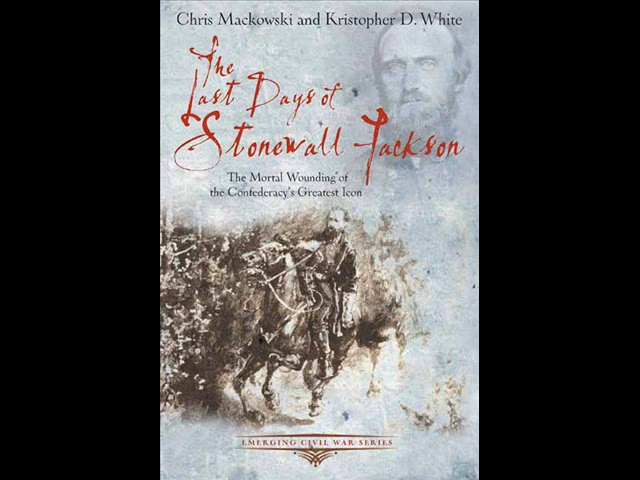 Chris Mackowski and Kristopher D. White
The
Last Days of
Stonewall Jackson
The Mortal Wounding of
the Confederacy's Greatest Icon
EMERGING CIVIL WAR SERIES